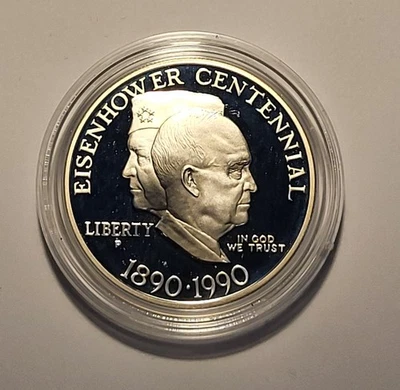 EISENHOWER CENTENNIAL
LIBERTY
P
IN GOD
WE TRUST
1890·1990